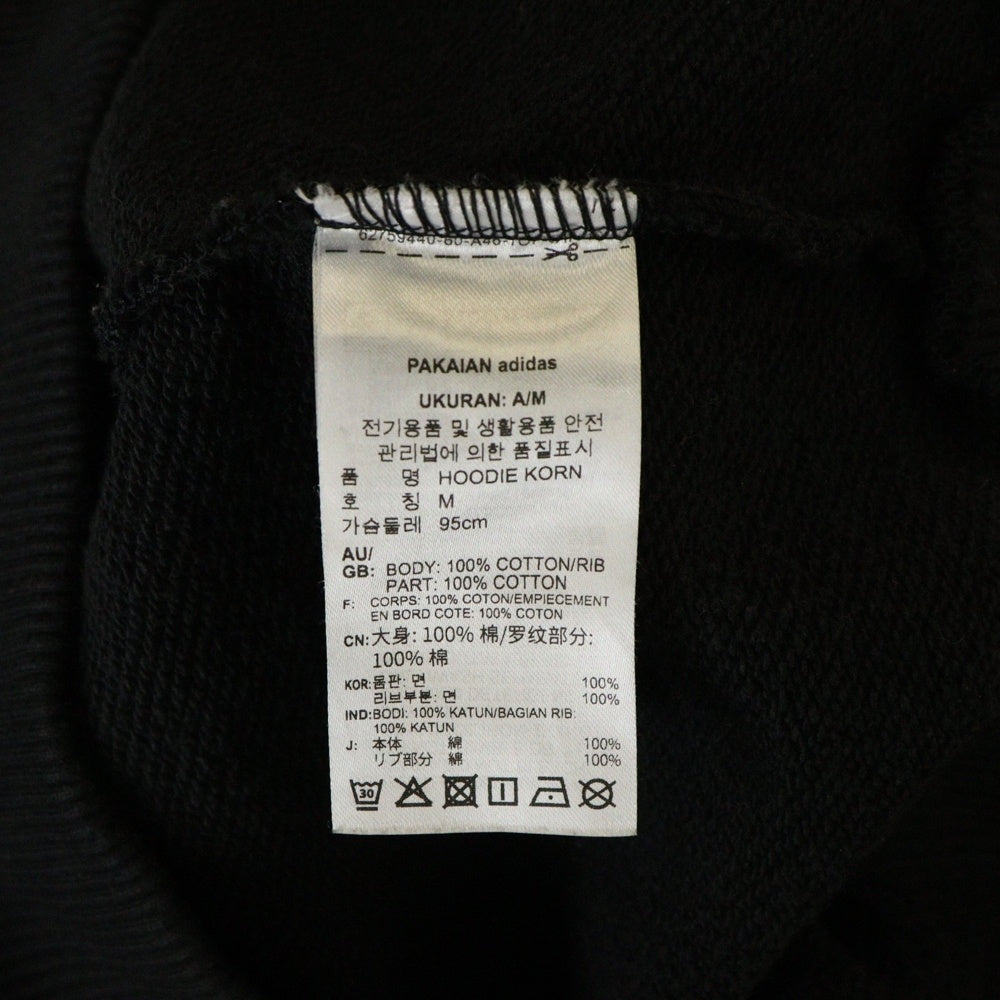 PAKAIAN adidas
UKURAN: A/M
전기용품 및 생활용품 안전
관리법에 의한 품질표시
품 명 HOODIE KORN
호 칭 M
가슴둘레 95cm
AU/
GB: BODY: 100% COTTON/RIB
PART: 100% COTTON
F: CORPS: 100% COTON/EMPIECEMENT
EN BORD COTE: 100% COTON
CN: 大身: 100% 棉/罗纹部分:
100% 棉
KOR: 몸판: 면 100%
리브부분: 면 100%
IND: BODI: 100% KATUN/BAGIAN RIB:
100% KATUN
J: 本体 綿 100%
リブ部分 綿 100%
30